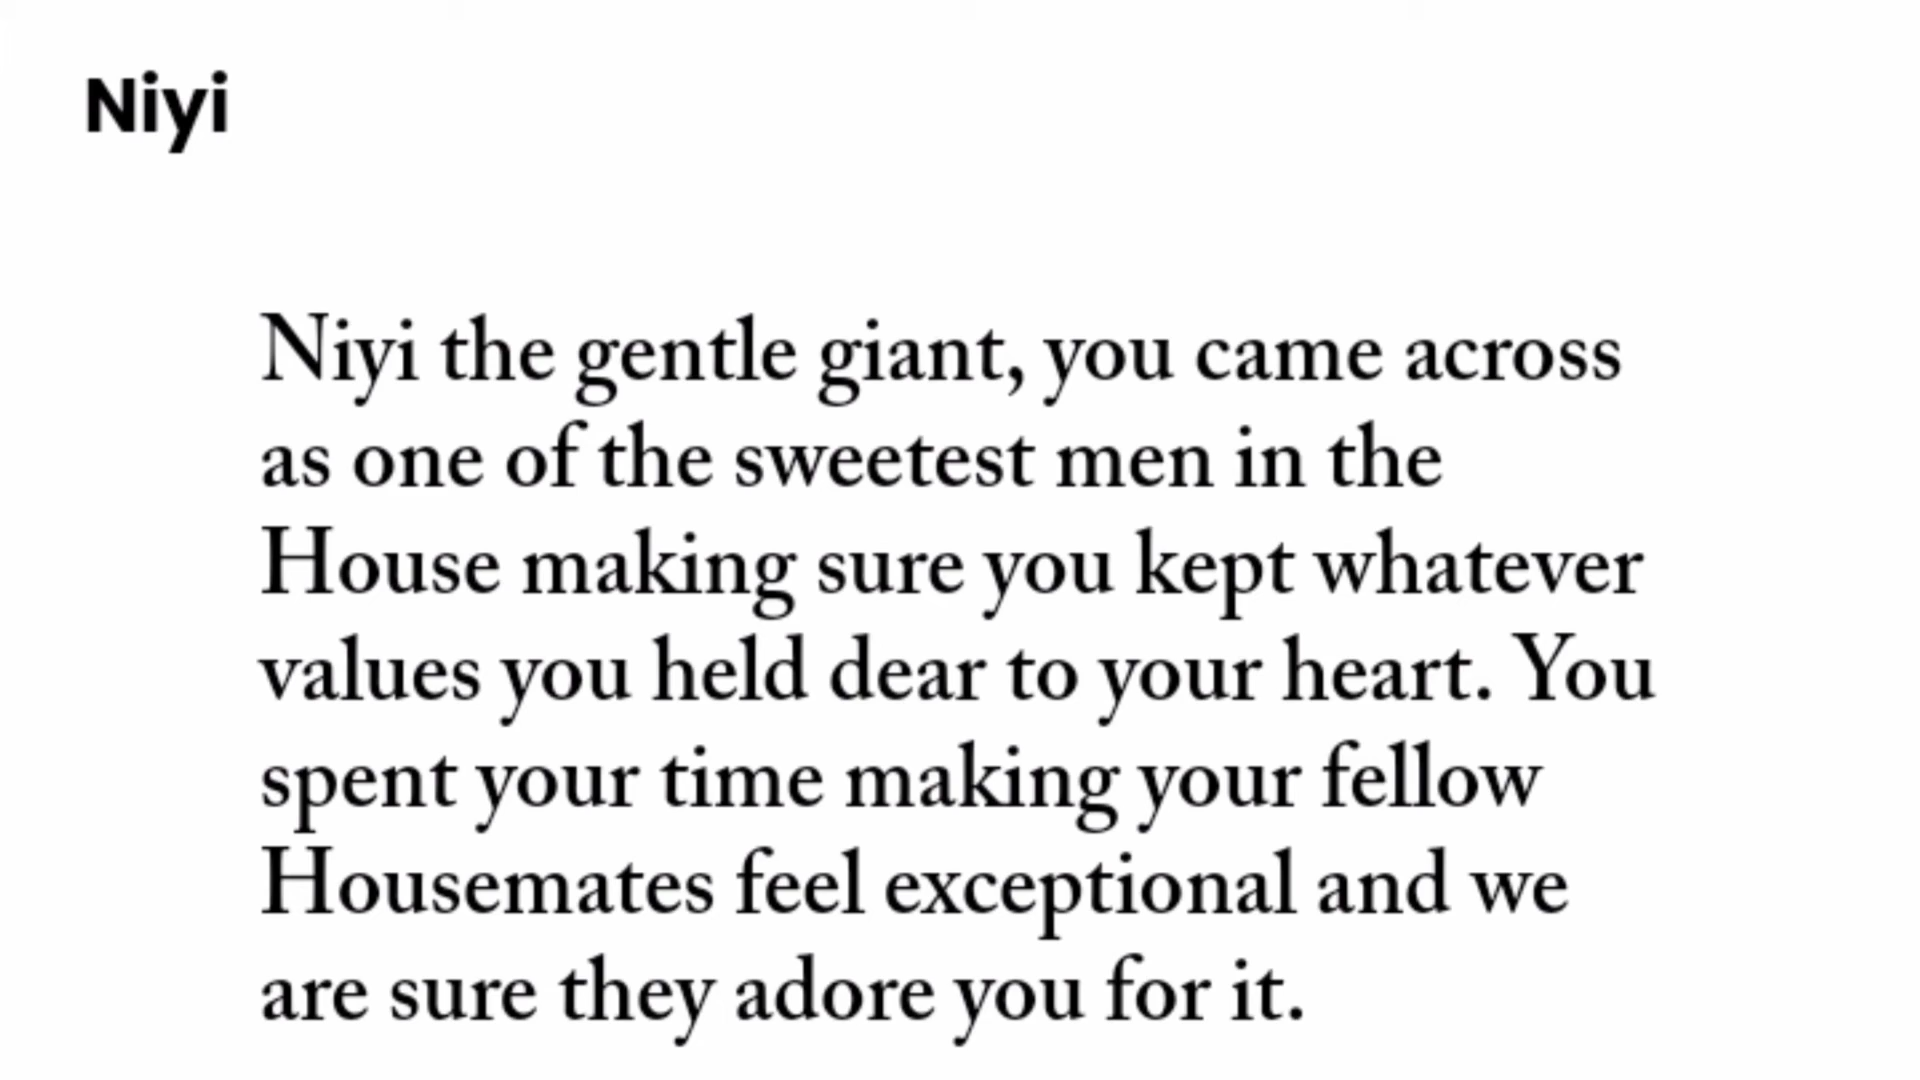 Niyi
Niyi the gentle giant, you came across
as one of the sweetest men in the
House making sure you kept whatever
values you held dear to your heart. You
spent your time making your fellow
Housemates feel exceptional and we
are sure they adore you for it.